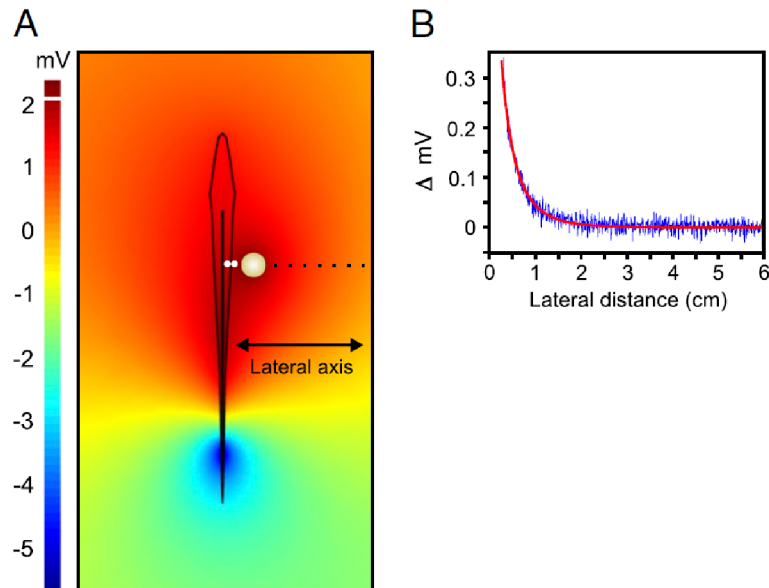 A
mV
2
1
0
-1
-2
-3
-4
-5
Lateral axis
B
0.3
0.2
0.1
0
Δ mV
0 1 2 3 4 5 6
Lateral distance (cm)